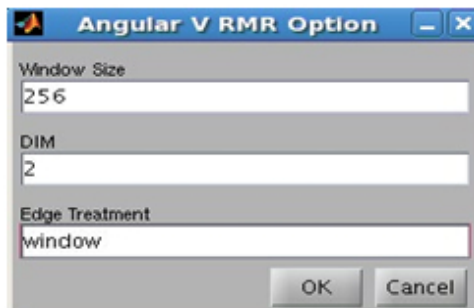 Angular V RMR Option
Window Size
256
DIM
2
Edge Treatment
window
OK Cancel